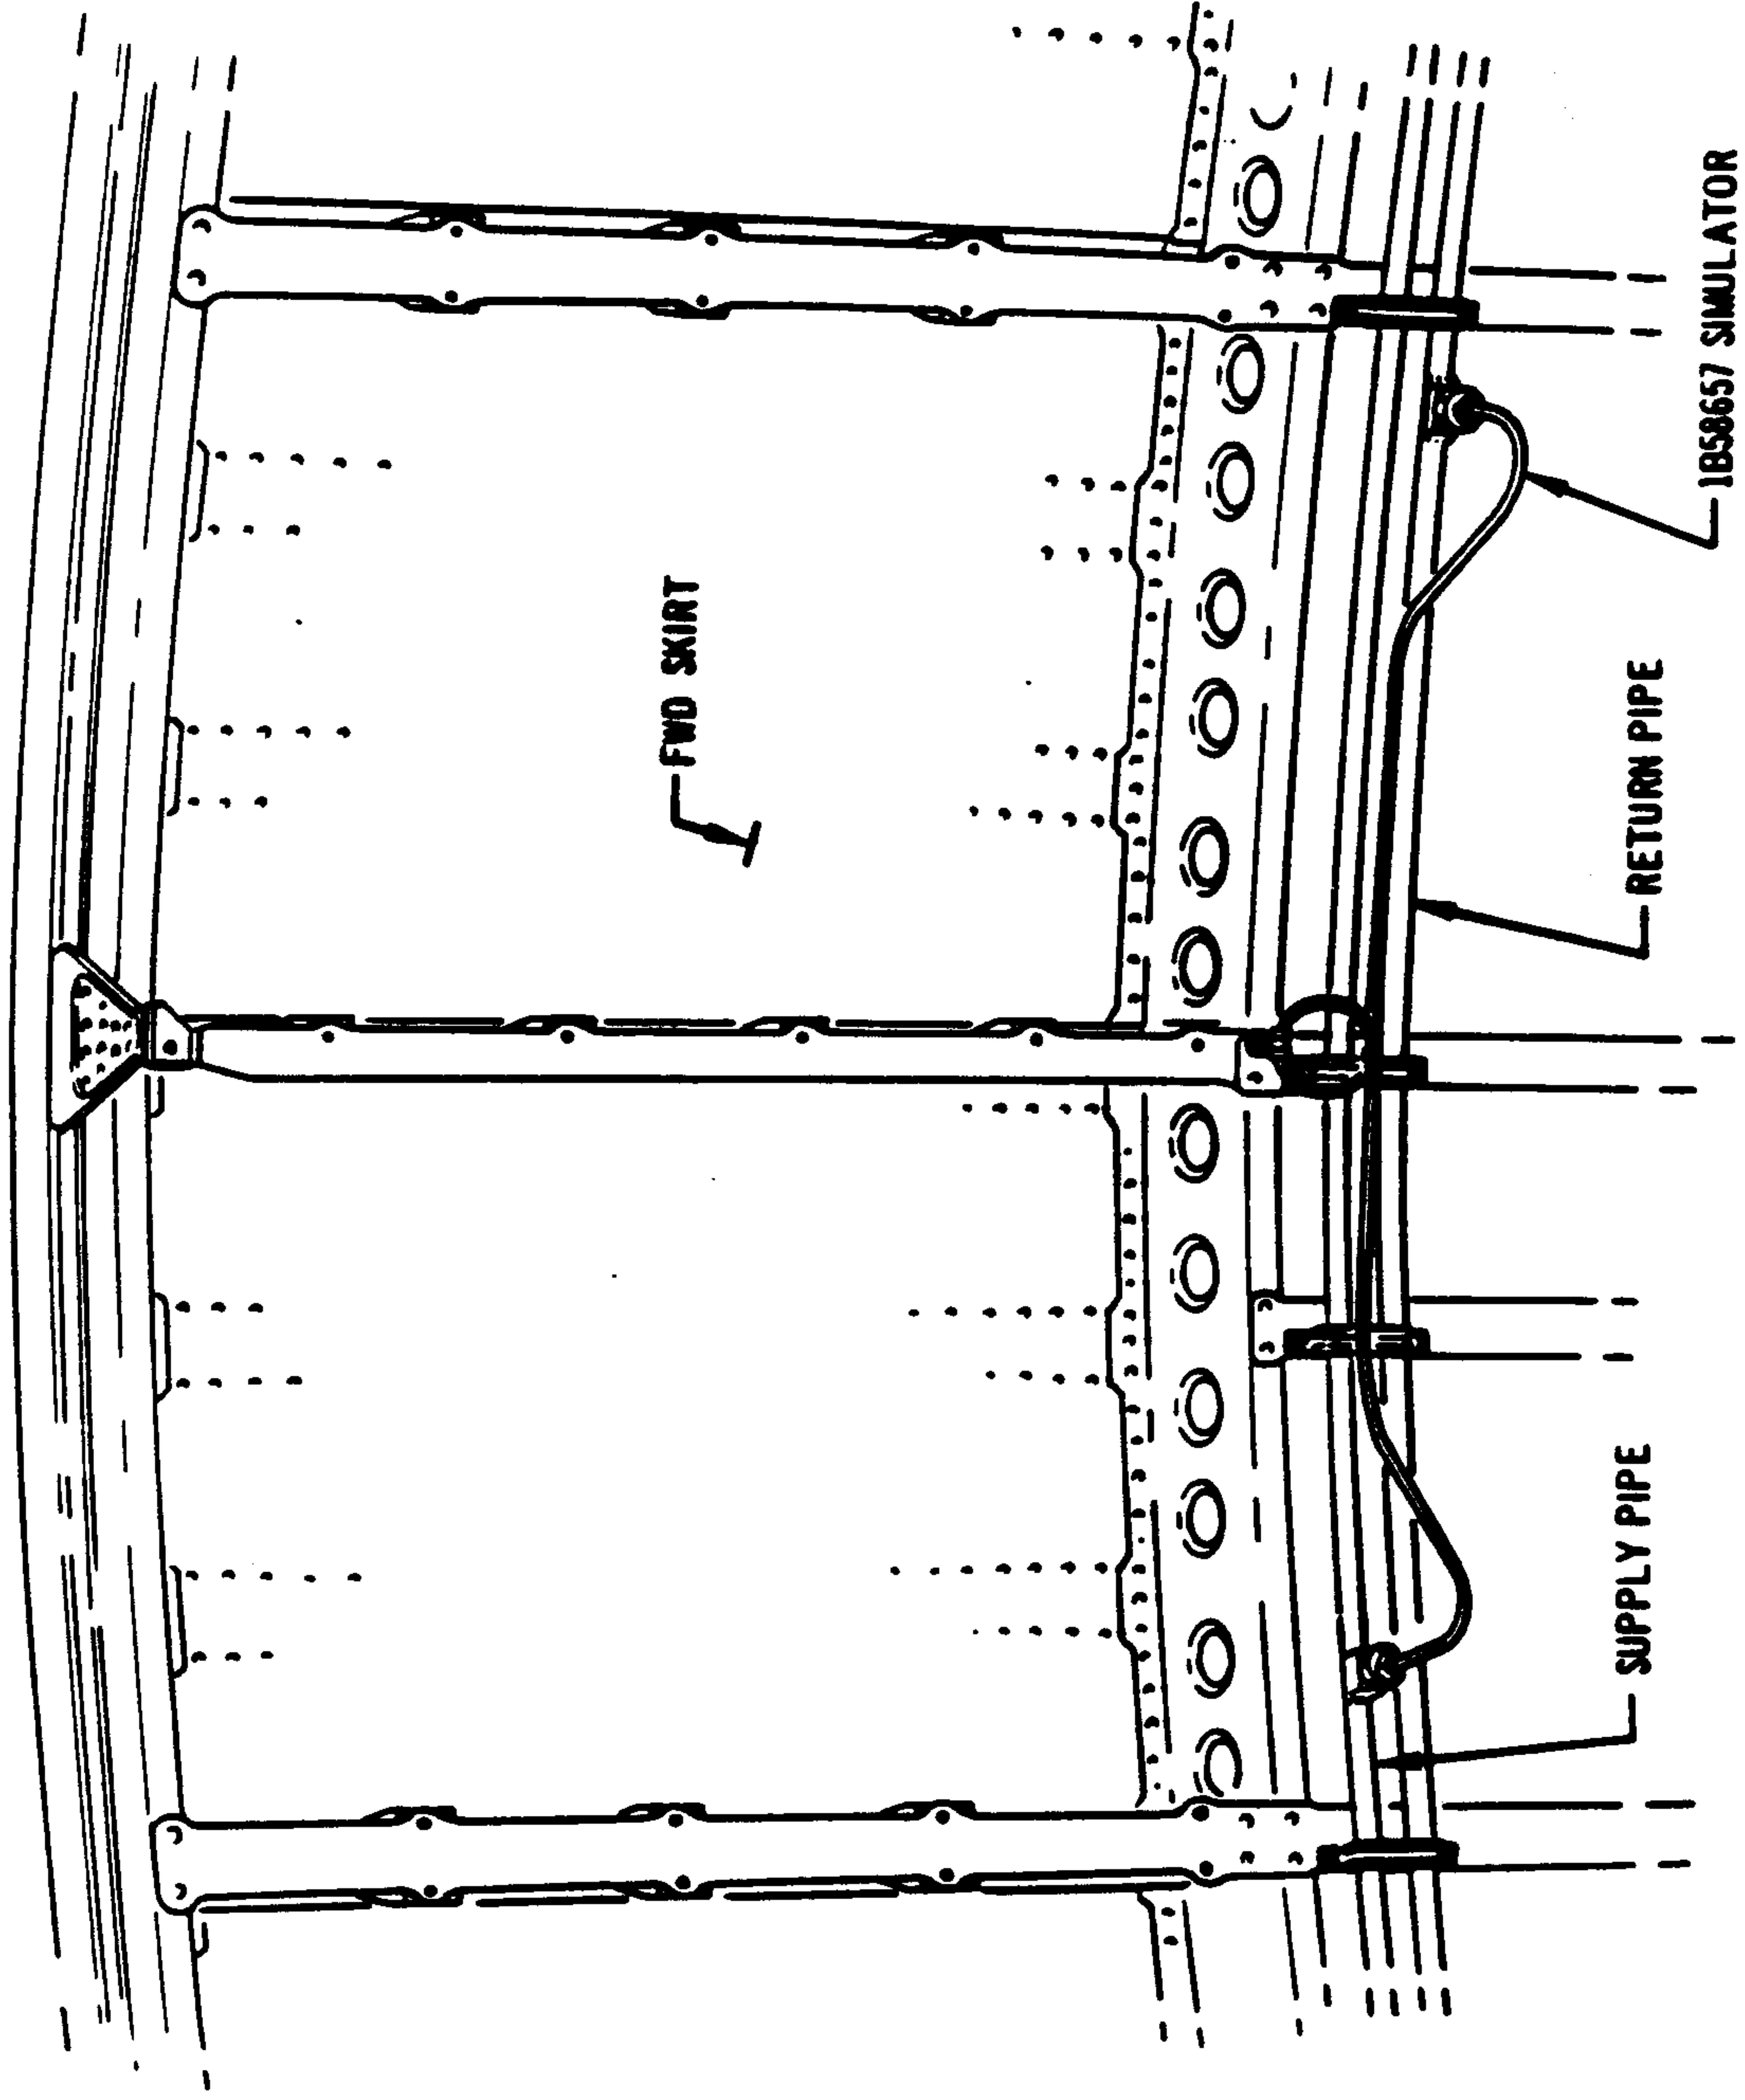 FWD SKIRT
SUPPLY PIPE
RETURN PIPE
1B58657 SIMULATOR